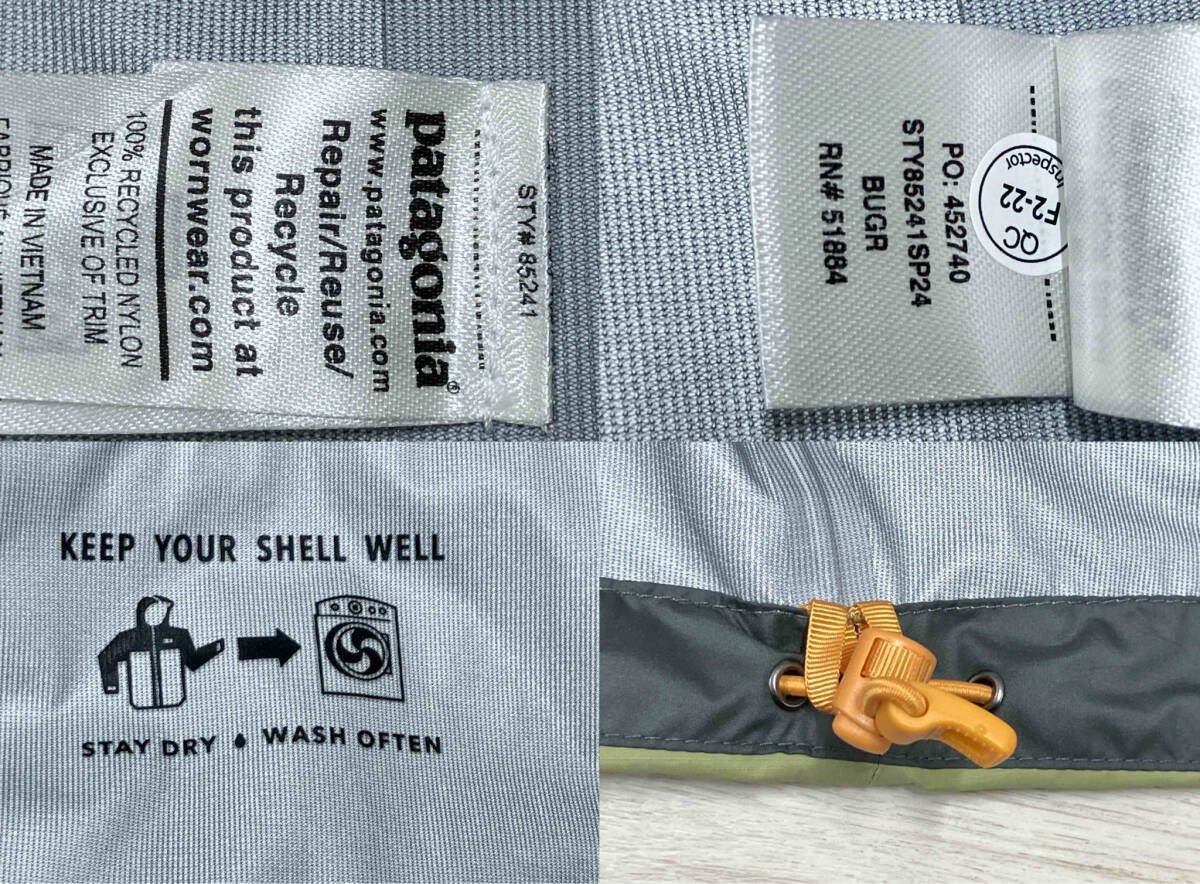 STY# 85241
patagonia®
www.patagonia.com
Repair/Reuse/
Recycle
this product at
wornwear.com
100% RECYCLED NYLON
EXCLUSIVE OF TRIM
MADE IN VIETNAM
PO: 452740
STY85241SP24
BUGR
RN# 51884
QC
F2-22
Inspector
KEEP YOUR SHELL WELL
STAY DRY WASH OFTEN